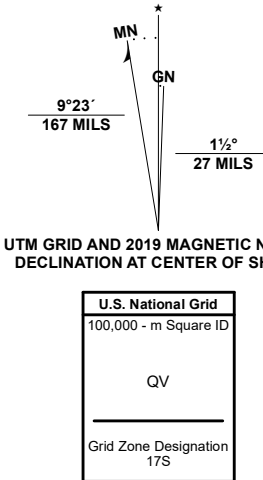 ★
MN
GN
9°23´
167 MILS
1½°
27 MILS
UTM GRID AND 2019 MAGNETIC N
DECLINATION AT CENTER OF SH
U.S. National Grid
100,000 - m Square ID
QV
Grid Zone Designation
17S